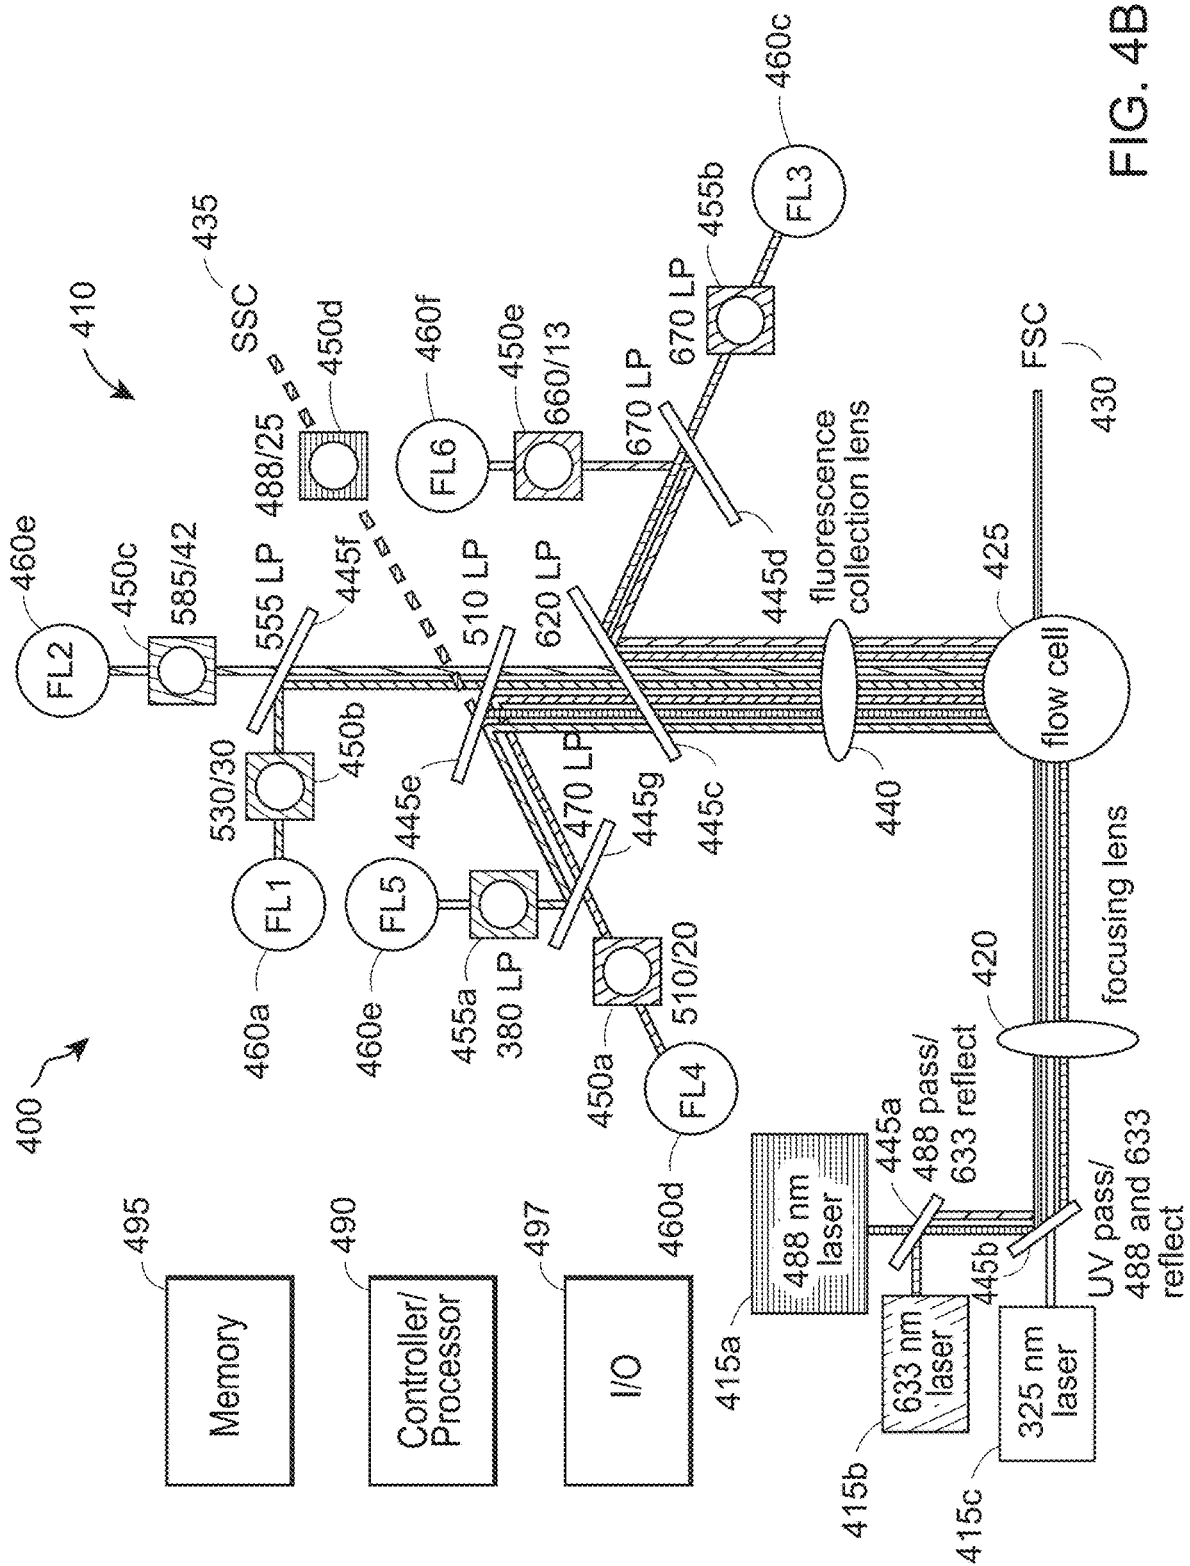 400
410
495
Memory
490
Controller/
Processor
497
I/O
460e
FL2
450c
585/42
555 LP
445f
530/30
450b
FL1
460a
SSC
435
488/25
450d
460f
FL6
450e
660/13
FL5
460e
455a
380 LP
445e
510 LP
470 LP
445g
510/20
450a
FL4
460d
620 LP
445c
670 LP
445d
670 LP
455b
FL3
460c
fluorescence
collection lens
440
425
flow cell
FSC
430
415a
488 nm
laser
445a
488 pass/
633 reflect
415b
633 nm
laser
445b
415c
325 nm
laser
UV pass/
488 and 633
reflect
420
focusing lens
FIG. 4B